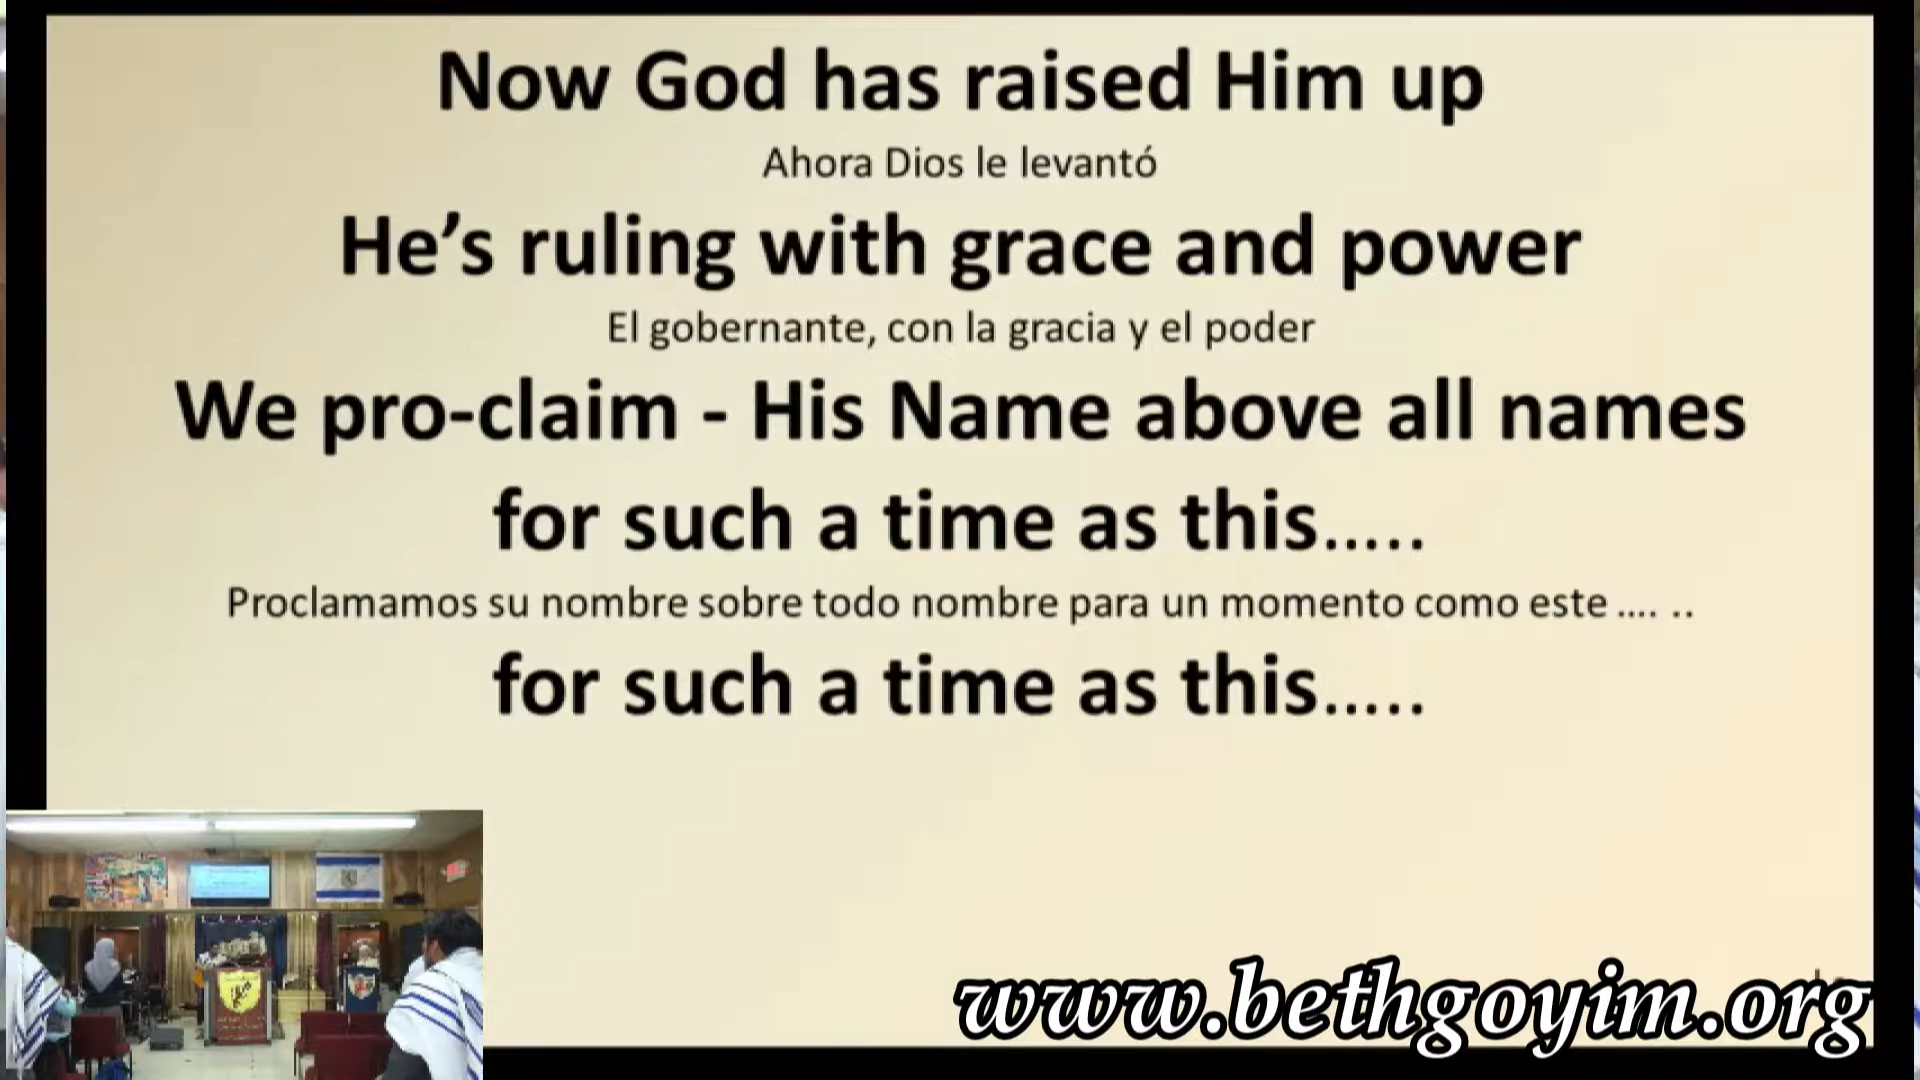 Now God has raised Him up
Ahora Dios le levantó
He’s ruling with grace and power
El gobernante, con la gracia y el poder
We pro-claim - His Name above all names
for such a time as this.....
Proclamamos su nombre sobre todo nombre para un momento como este .... ..
for such a time as this.....
www.bethgoyim.org